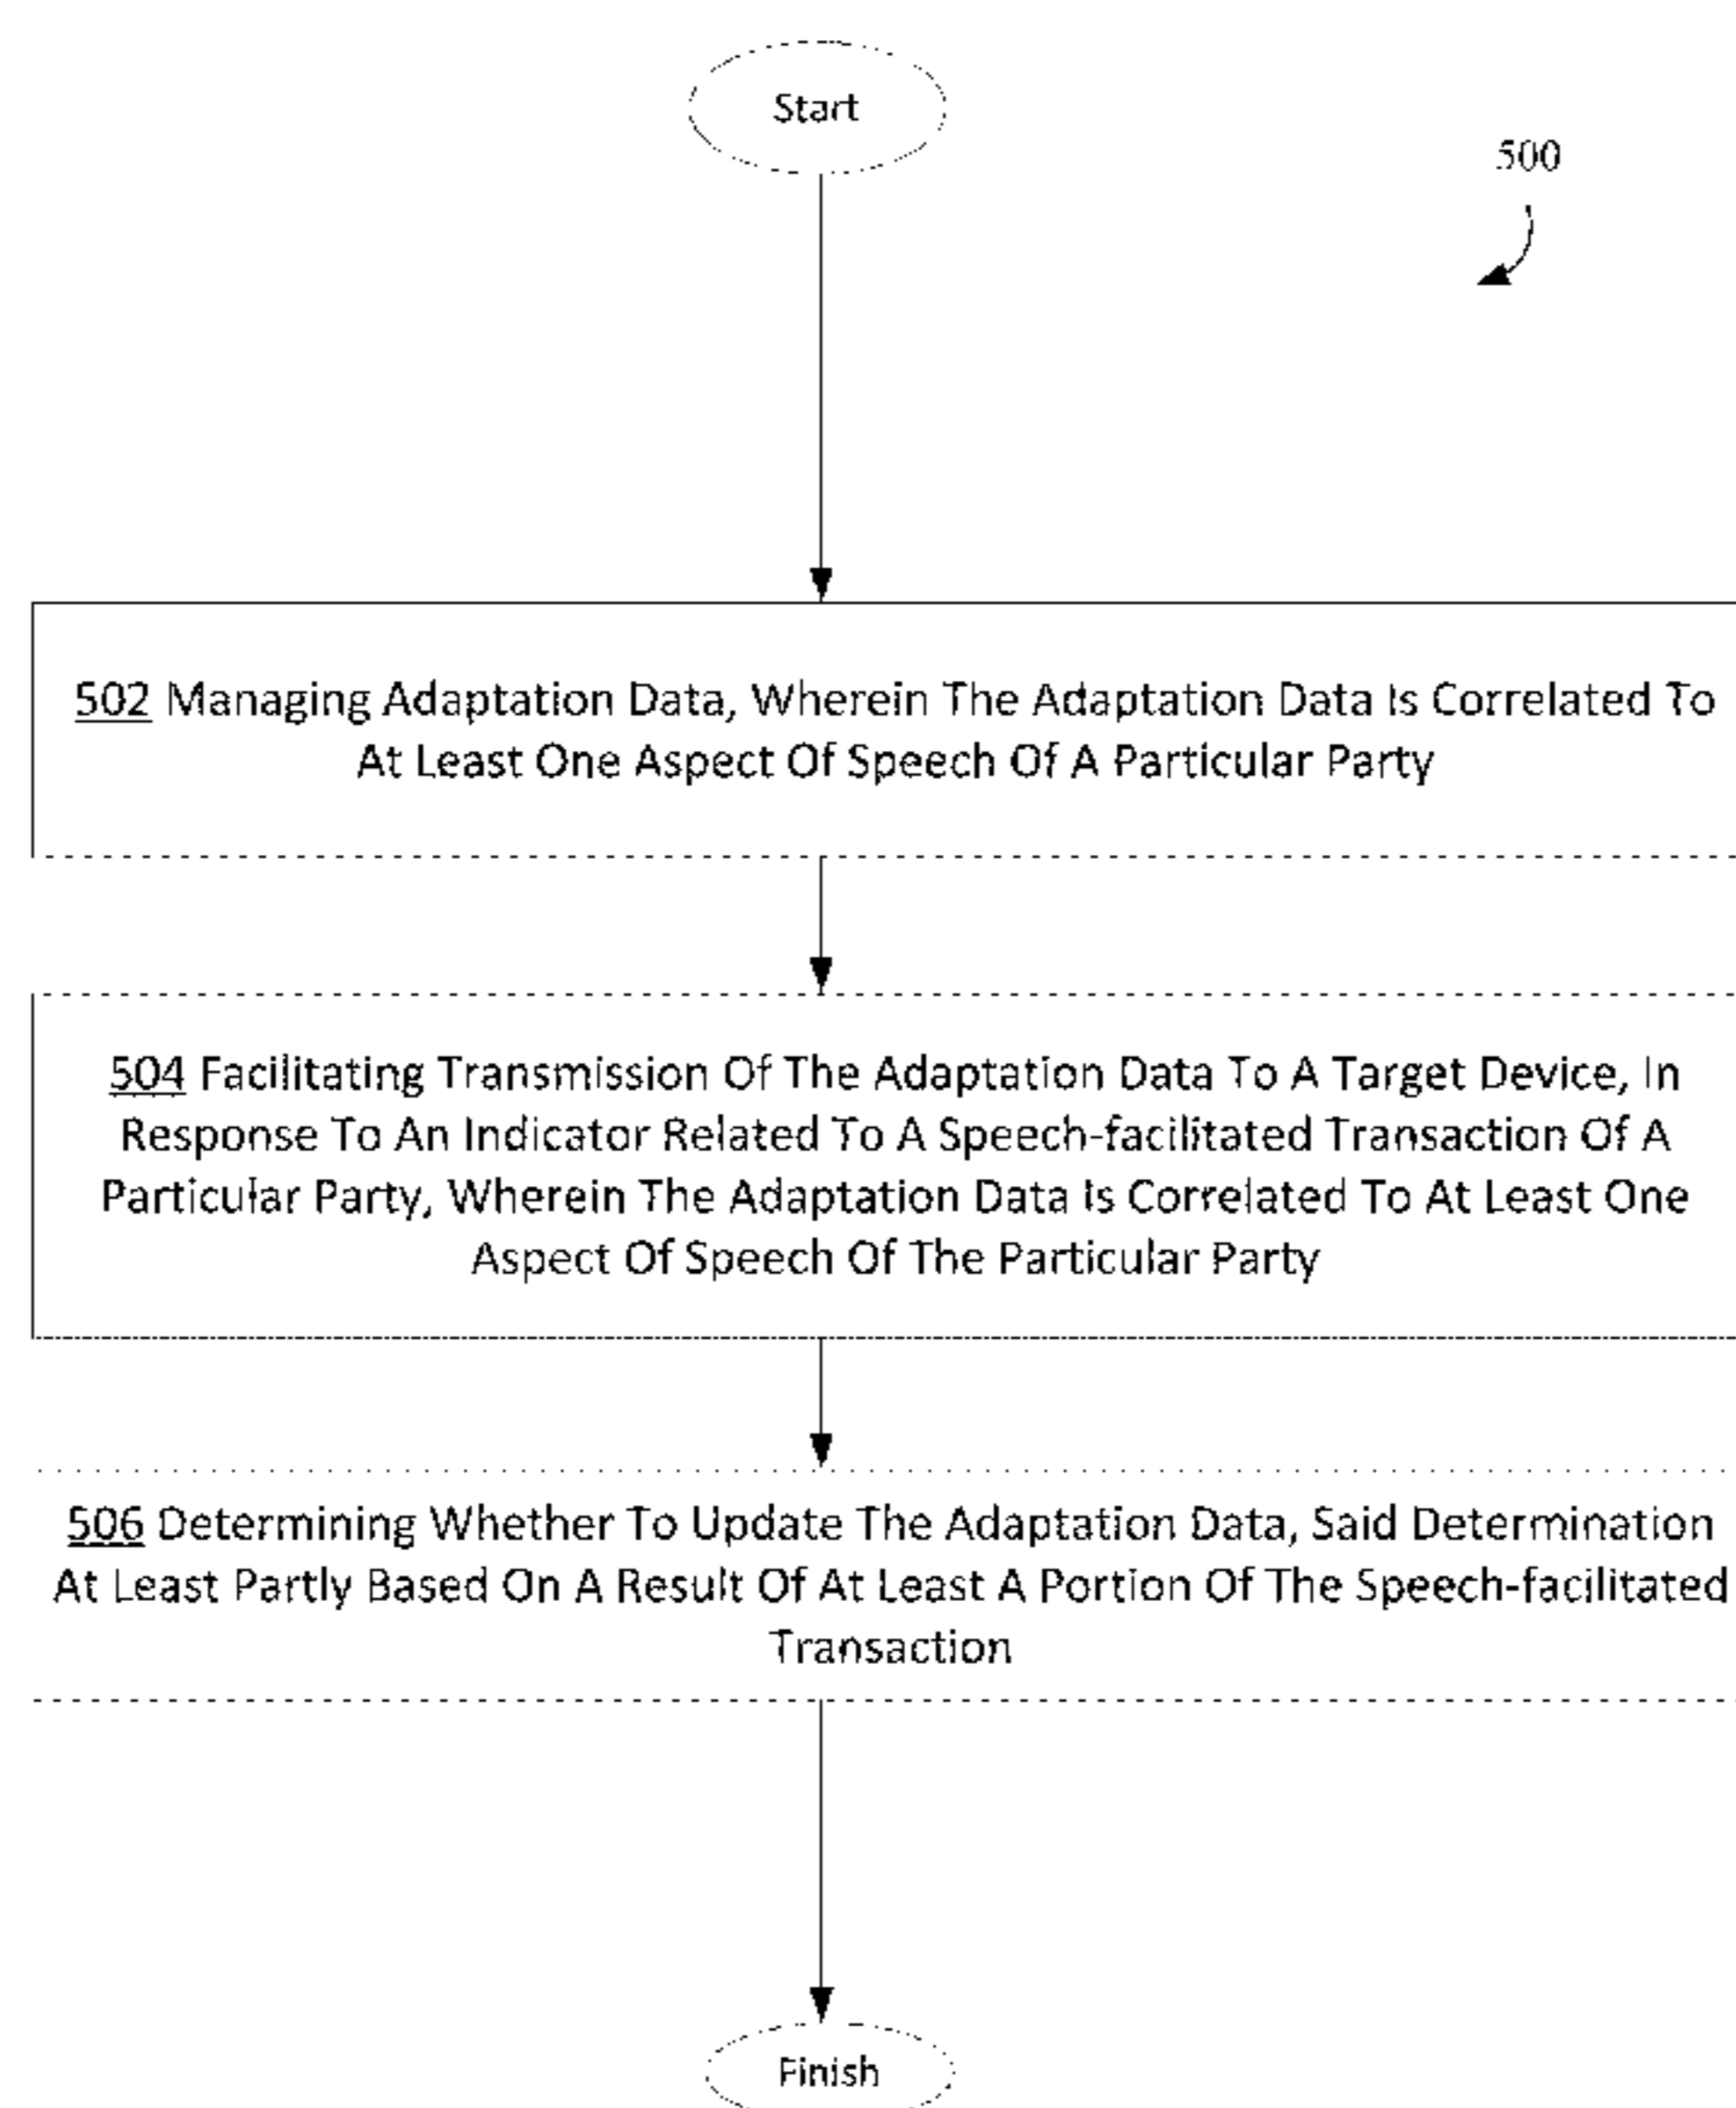 Start
500
502 Managing Adaptation Data, Wherein The Adaptation Data Is Correlated To
At Least One Aspect Of Speech Of A Particular Party
504 Facilitating Transmission Of The Adaptation Data To A Target Device, In
Response To An Indicator Related To A Speech-facilitated Transaction Of A
Particular Party, Wherein The Adaptation Data Is Correlated To At Least One
Aspect Of Speech Of The Particular Party
506 Determining Whether To Update The Adaptation Data, Said Determination
At Least Partly Based On A Result Of At Least A Portion Of The Speech-facilitated
Transaction
Finish